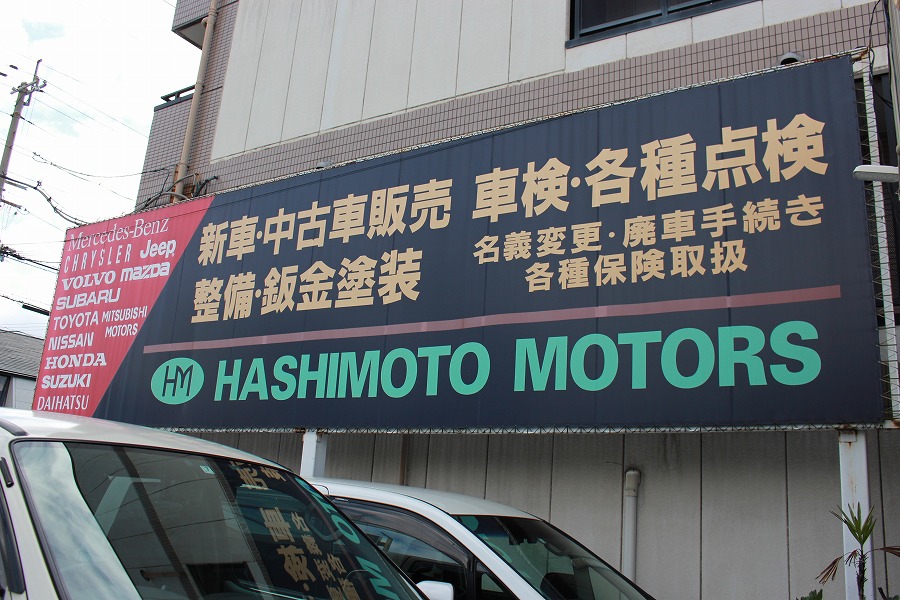 Mercedes-Benz
CHRYSLER Jeep
VOLVO mazda
SUBARU
TOYOTA MITSUBISHI MOTORS
NISSAN
HONDA
SUZUKI
DAIHATSU
新車・中古車販売
整備・鈑金塗装
車検・各種点検
名義変更・廃車手続き
各種保険取扱
HM HASHIMOTO MOTORS